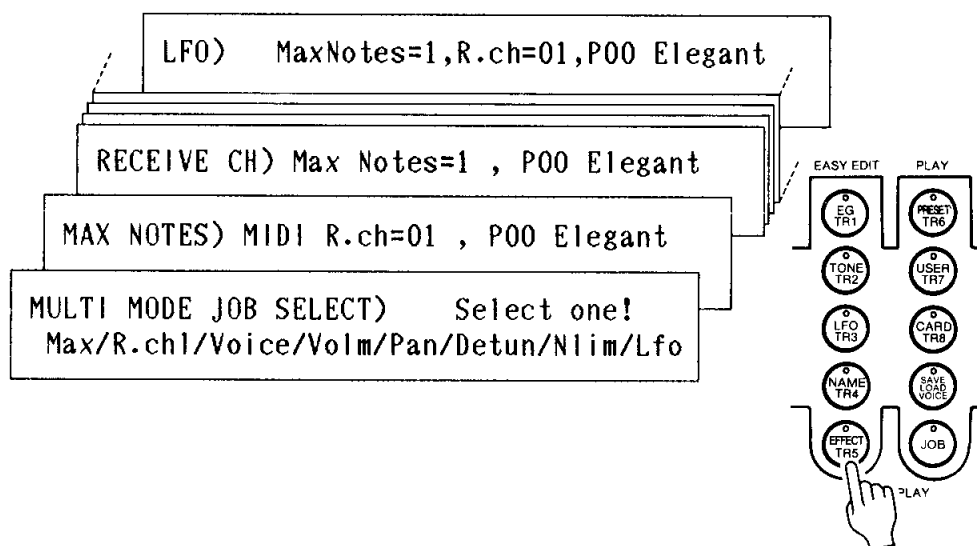 LFO) MaxNotes=1,R.ch=01,P00 Elegant
RECEIVE CH) Max Notes=1 , P00 Elegant
MAX NOTES) MIDI R.ch=01 , P00 Elegant
MULTI MODE JOB SELECT) Select one!
Max/R.chl/Voice/Volm/Pan/Detun/Nlim/Lfo
EASY EDIT
PLAY
EG
TR1
PRESET
TR6
TONE
TR2
USER
TR7
LFO
TR3
CARD
TR8
NAME
TR4
SAVE
LOAD
VOICE
EFFECT
TR5
JOB
PLAY